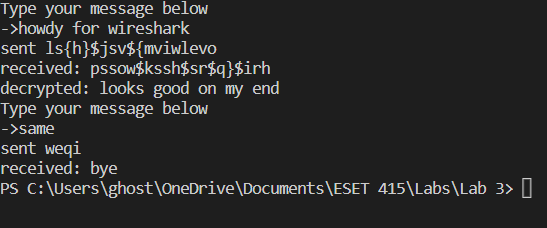 Type your message below
->howdy for wireshark
sent ls{h}$jsv${mviwlevo
received: pssow$kssh$sr$q}$irh
decrypted: looks good on my end
Type your message below
->same
sent weqi
received: bye
PS C:\Users\ghost\OneDrive\Documents\ESET 415\Labs\Lab 3>